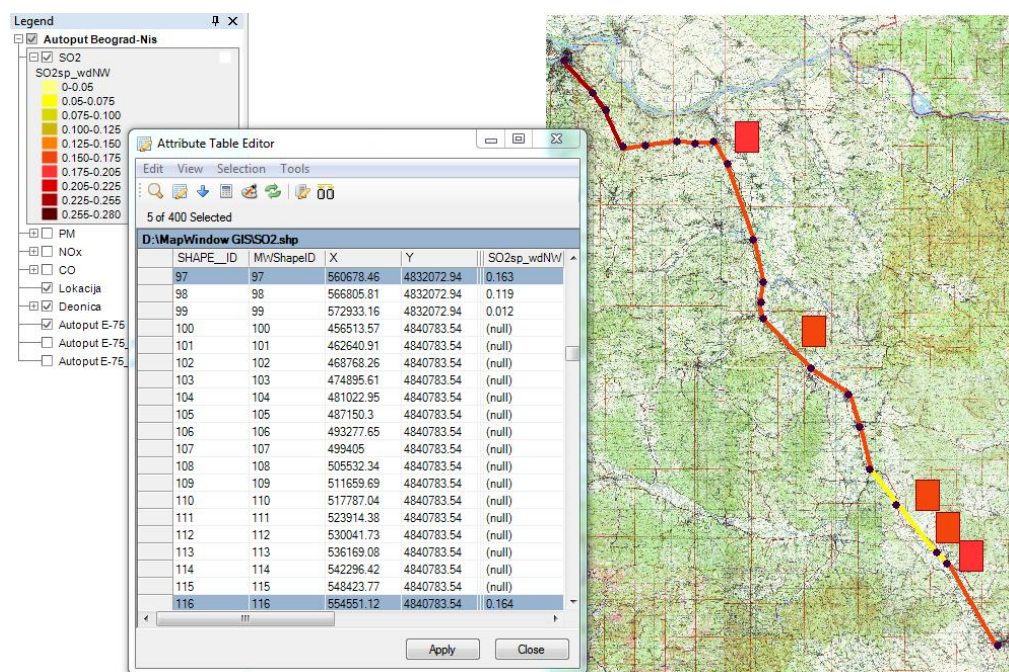 Legend
Autoput Beograd-Nis
SO2
SO2sp_wdNW
0-0.05
0.05-0.075
0.075-0.100
0.100-0.125
0.125-0.150
0.150-0.175
0.175-0.205
0.205-0.225
0.225-0.255
0.255-0.280
PM
NOx
CO
Lokacija
Deonica
Autoput E-75
Autoput E-75_
Autoput E-75_
Attribute Table Editor
Edit View Selection Tools
5 of 400 Selected
D:\MapWindow GIS\SO2.shp
SHAPE__ID MWShapeID X Y SO2sp_wdNW
97 97 560678.46 4832072.94 0.163
98 98 566805.81 4832072.94 0.119
99 99 572933.16 4832072.94 0.012
100 100 456513.57 4840783.54 (null)
101 101 462640.91 4840783.54 (null)
102 102 468768.26 4840783.54 (null)
103 103 474895.61 4840783.54 (null)
104 104 481022.95 4840783.54 (null)
105 105 487150.3 4840783.54 (null)
106 106 493277.65 4840783.54 (null)
107 107 499405 4840783.54 (null)
108 108 505532.34 4840783.54 (null)
109 109 511659.69 4840783.54 (null)
110 110 517787.04 4840783.54 (null)
111 111 523914.38 4840783.54 (null)
112 112 530041.73 4840783.54 (null)
113 113 536169.08 4840783.54 (null)
114 114 542296.42 4840783.54 (null)
115 115 548423.77 4840783.54 (null)
116 116 554551.12 4840783.54 0.164
Apply Close